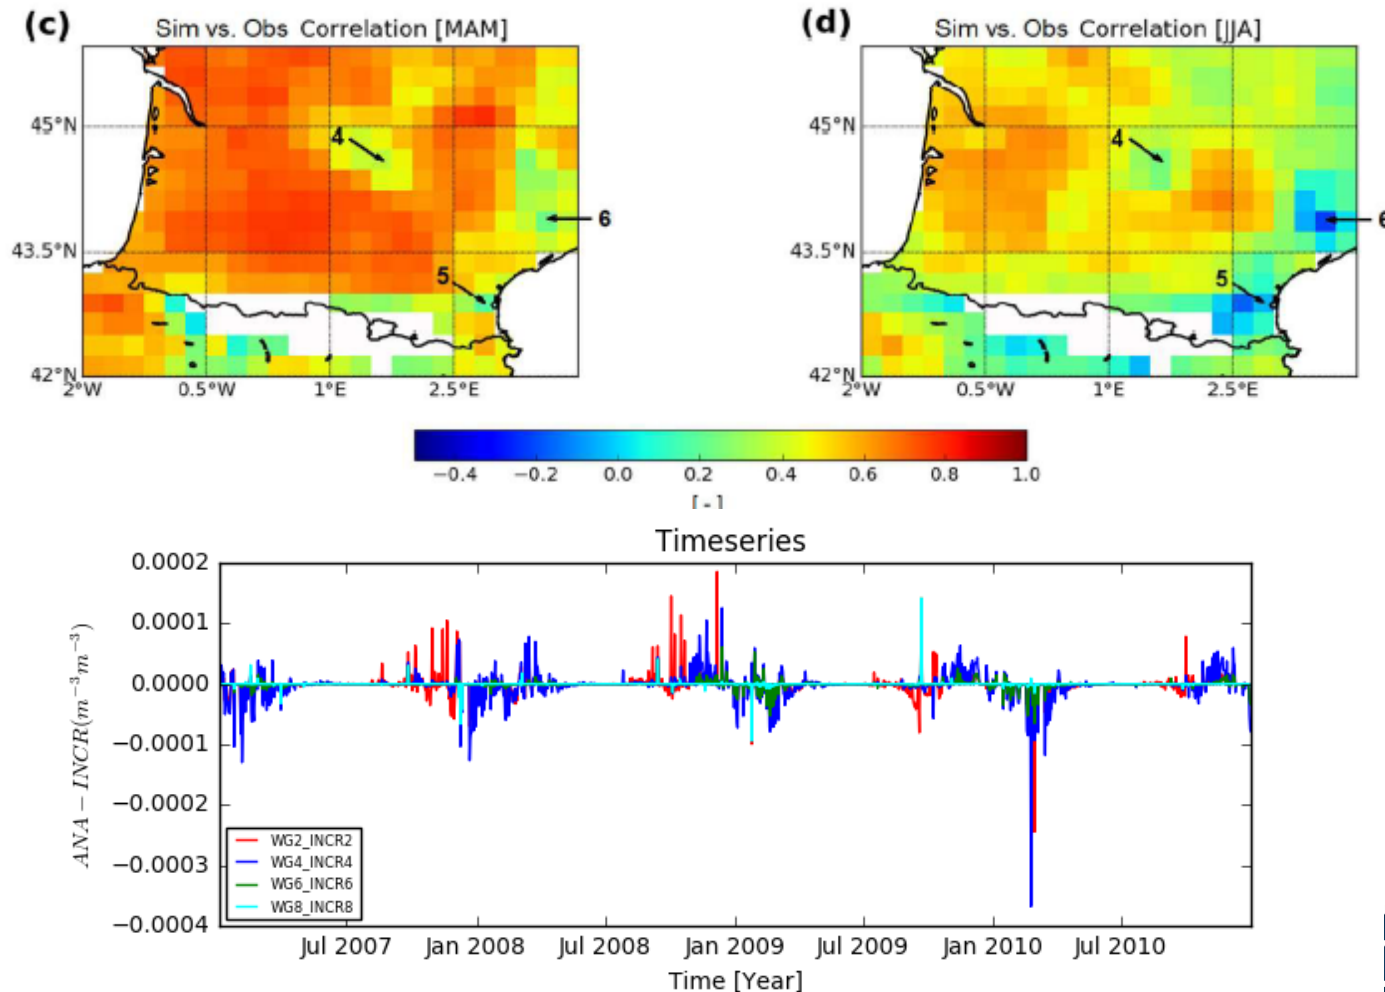 (c) Sim vs. Obs Correlation [MAM]
(d) Sim vs. Obs Correlation [JJA]
45°N
4
6
43.5°N
5
42°N
2°W 0.5°W 1°E 2.5°E
45°N
4
6
43.5°N
5
42°N
2°W 0.5°W 1°E 2.5°E
−0.4 −0.2 0.0 0.2 0.4 0.6 0.8 1.0
[-]
Timeseries
0.0002
0.0001
0.0000
−0.0001
−0.0002
−0.0003
−0.0004
ANA − INCR(m⁻³m⁻³)
WG2_INCR2
WG4_INCR4
WG6_INCR6
WG8_INCR8
Jul 2007 Jan 2008 Jul 2008 Jan 2009 Jul 2009 Jan 2010 Jul 2010
Time [Year]